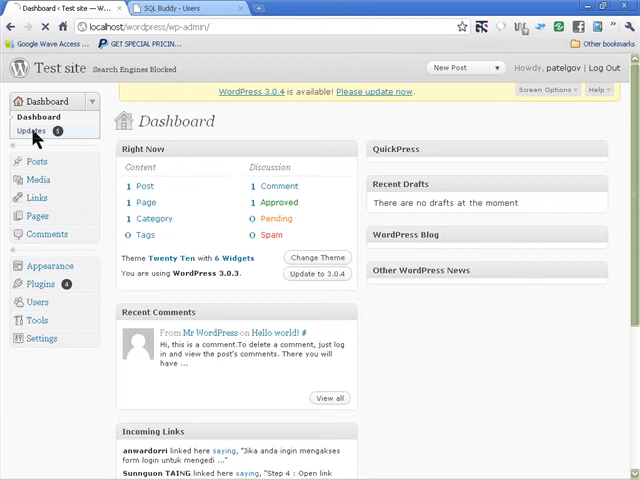 Dashboard ‹ Test site — W...
SQL Buddy - Users
localhost/wordpress/wp-admin/
Google Wave Access ...
GET SPECIAL PRICIN...
Other bookmarks
Test site
Search Engines Blocked
New Post
Howdy, patelgov | Log Out
WordPress 3.0.4 is available! Please update now.
Screen Options
Help
Dashboard
Dashboard
Updates 5
Posts
Media
Links
Pages
Comments
Appearance
Plugins 4
Users
Tools
Settings
Dashboard
Right Now
Content
Discussion
1 Post
1 Comment
1 Page
1 Approved
1 Category
0 Pending
0 Tags
0 Spam
Theme Twenty Ten with 6 Widgets
Change Theme
You are using WordPress 3.0.3.
Update to 3.0.4
Recent Comments
From Mr WordPress on Hello world! #
Hi, this is a comment.To delete a comment, just log
in and view the post's comments. There you will
have ...
View all
Incoming Links
anwardorri linked here saying, "Jika anda ingin mengakses
form login untuk mengedi ..."
Sunnguon TAING linked here saying, "Step 4 : Open link
QuickPress
Recent Drafts
There are no drafts at the moment
WordPress Blog
Other WordPress News